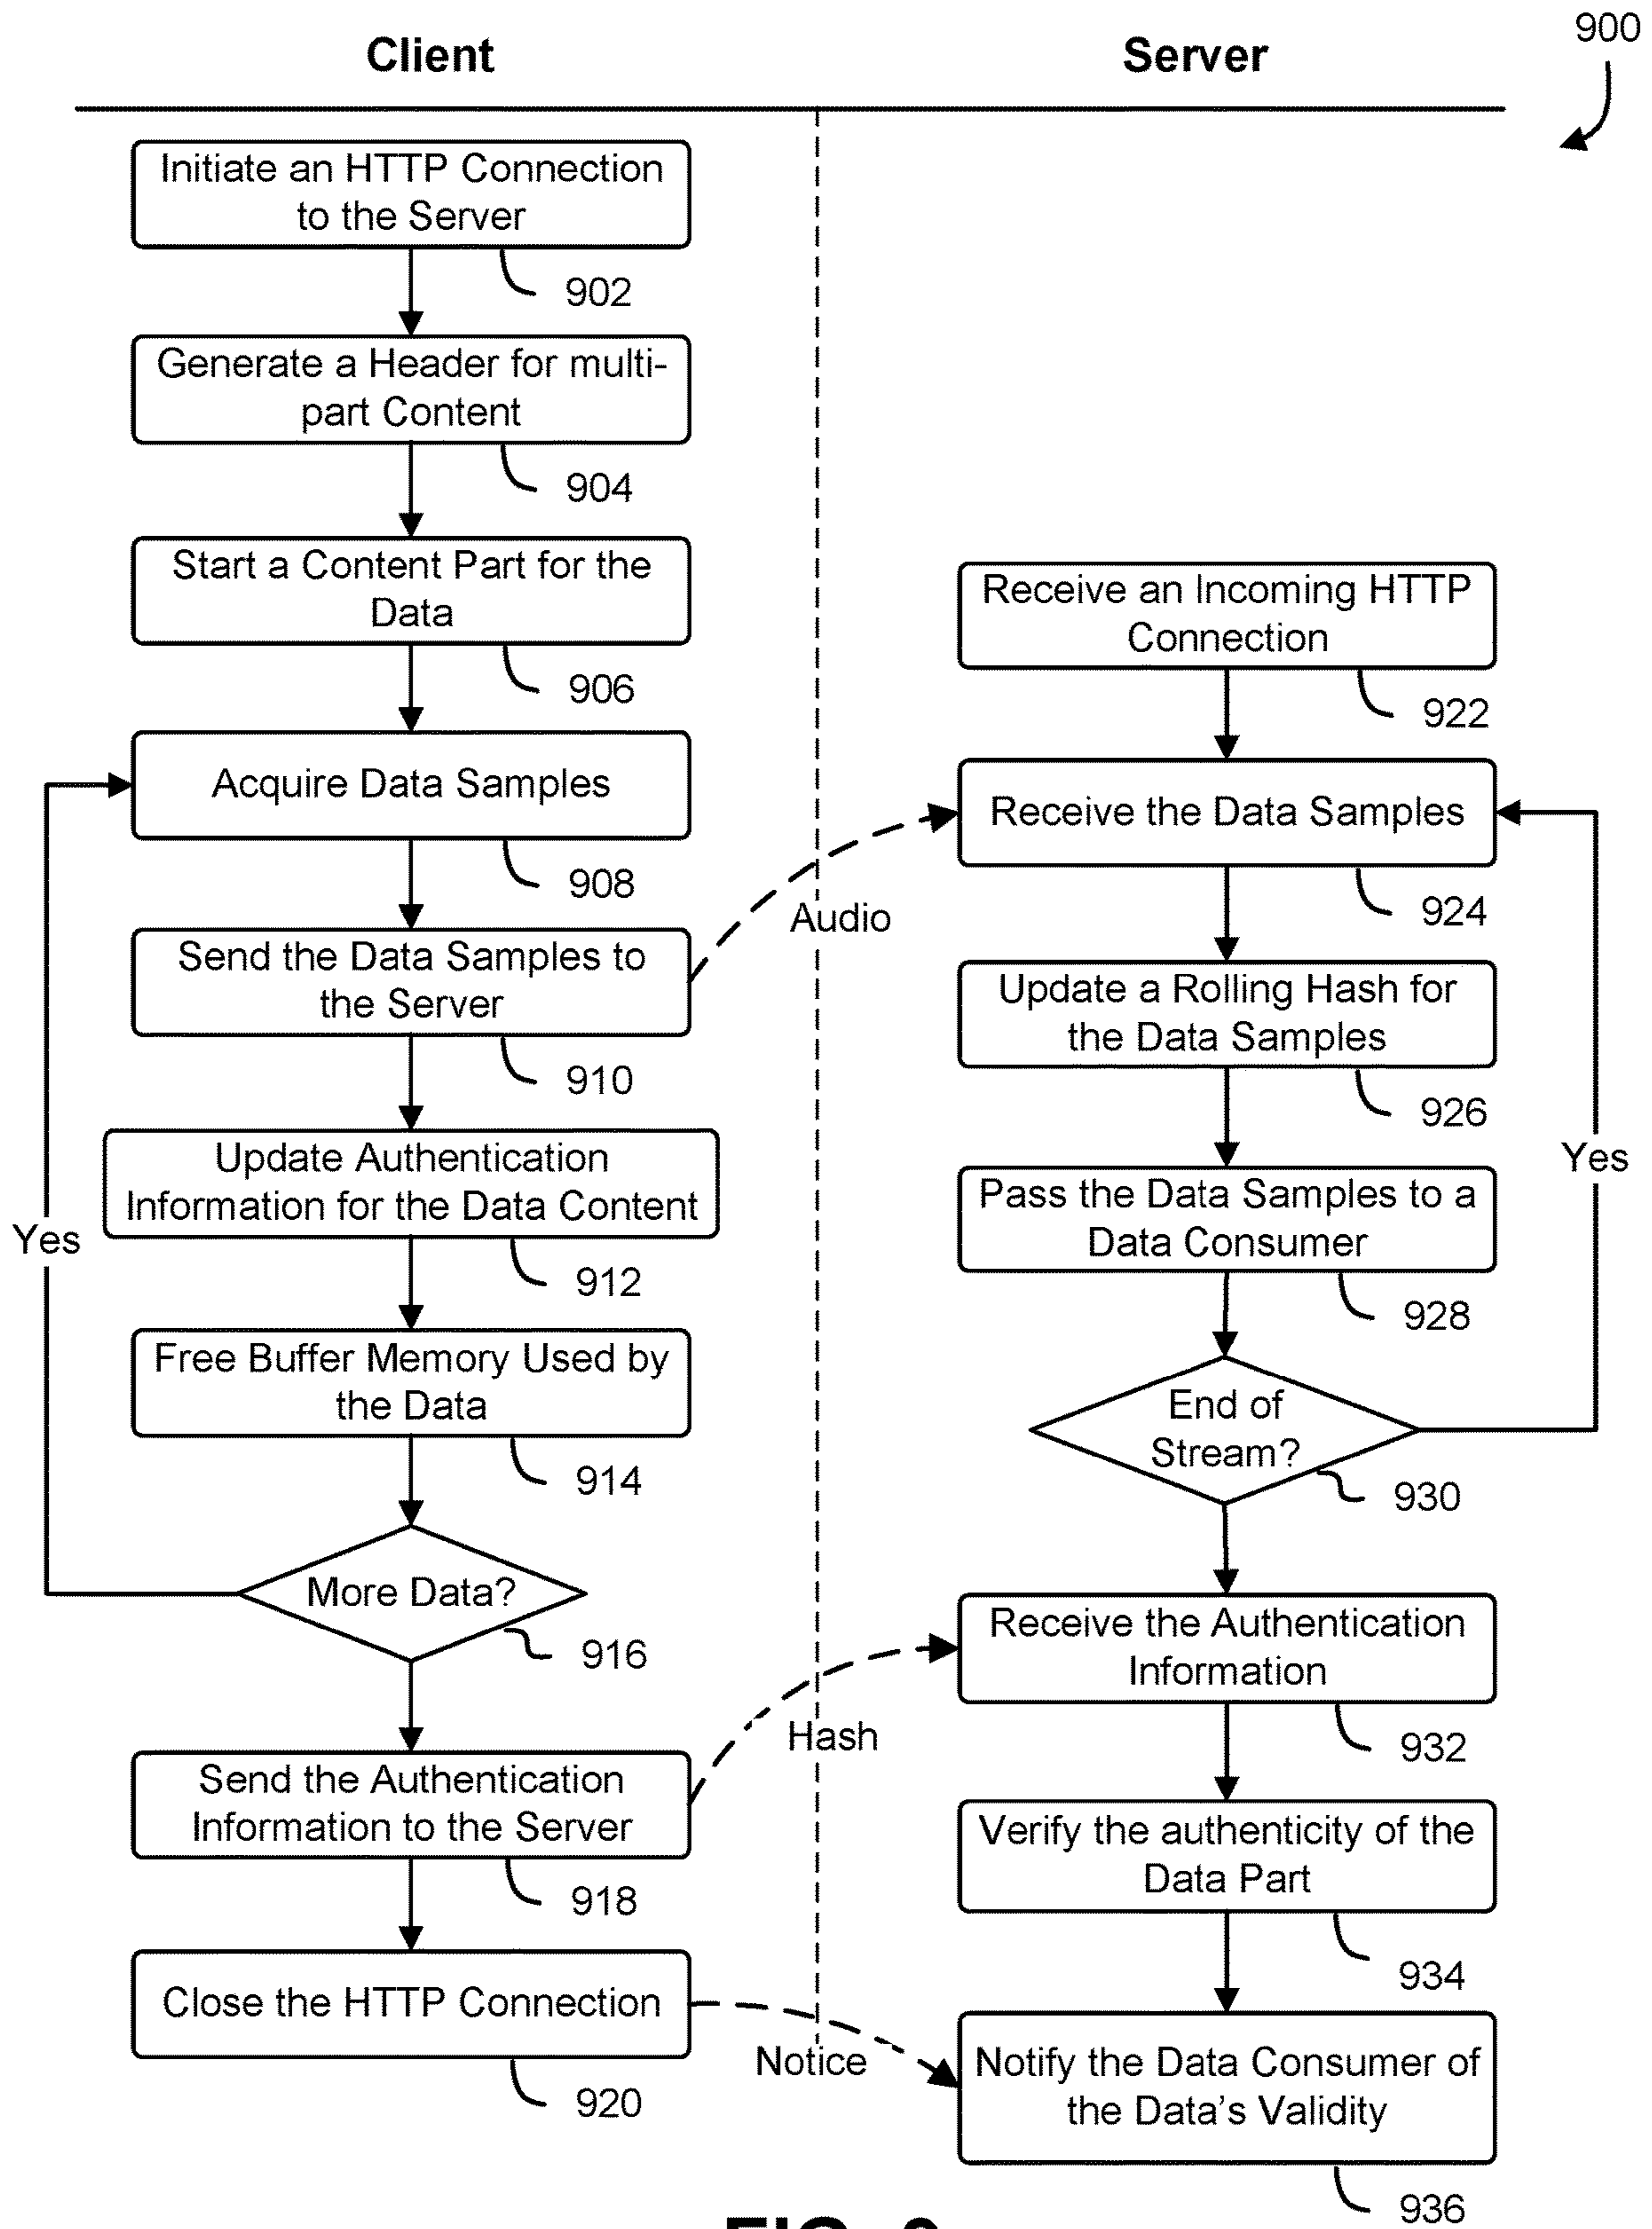 Client
Server
900
Initiate an HTTP Connection
to the Server
902
Generate a Header for multi-
part Content
904
Start a Content Part for the
Data
906
Acquire Data Samples
908
Send the Data Samples to
the Server
910
Update Authentication
Information for the Data Content
912
Free Buffer Memory Used by
the Data
914
More Data?
916
Yes
Send the Authentication
Information to the Server
918
Close the HTTP Connection
920
Audio
Hash
Notice
Receive an Incoming HTTP
Connection
922
Receive the Data Samples
924
Update a Rolling Hash for
the Data Samples
926
Pass the Data Samples to a
Data Consumer
928
End of
Stream?
930
Yes
Receive the Authentication
Information
932
Verify the authenticity of the
Data Part
934
Notify the Data Consumer of
the Data's Validity
936